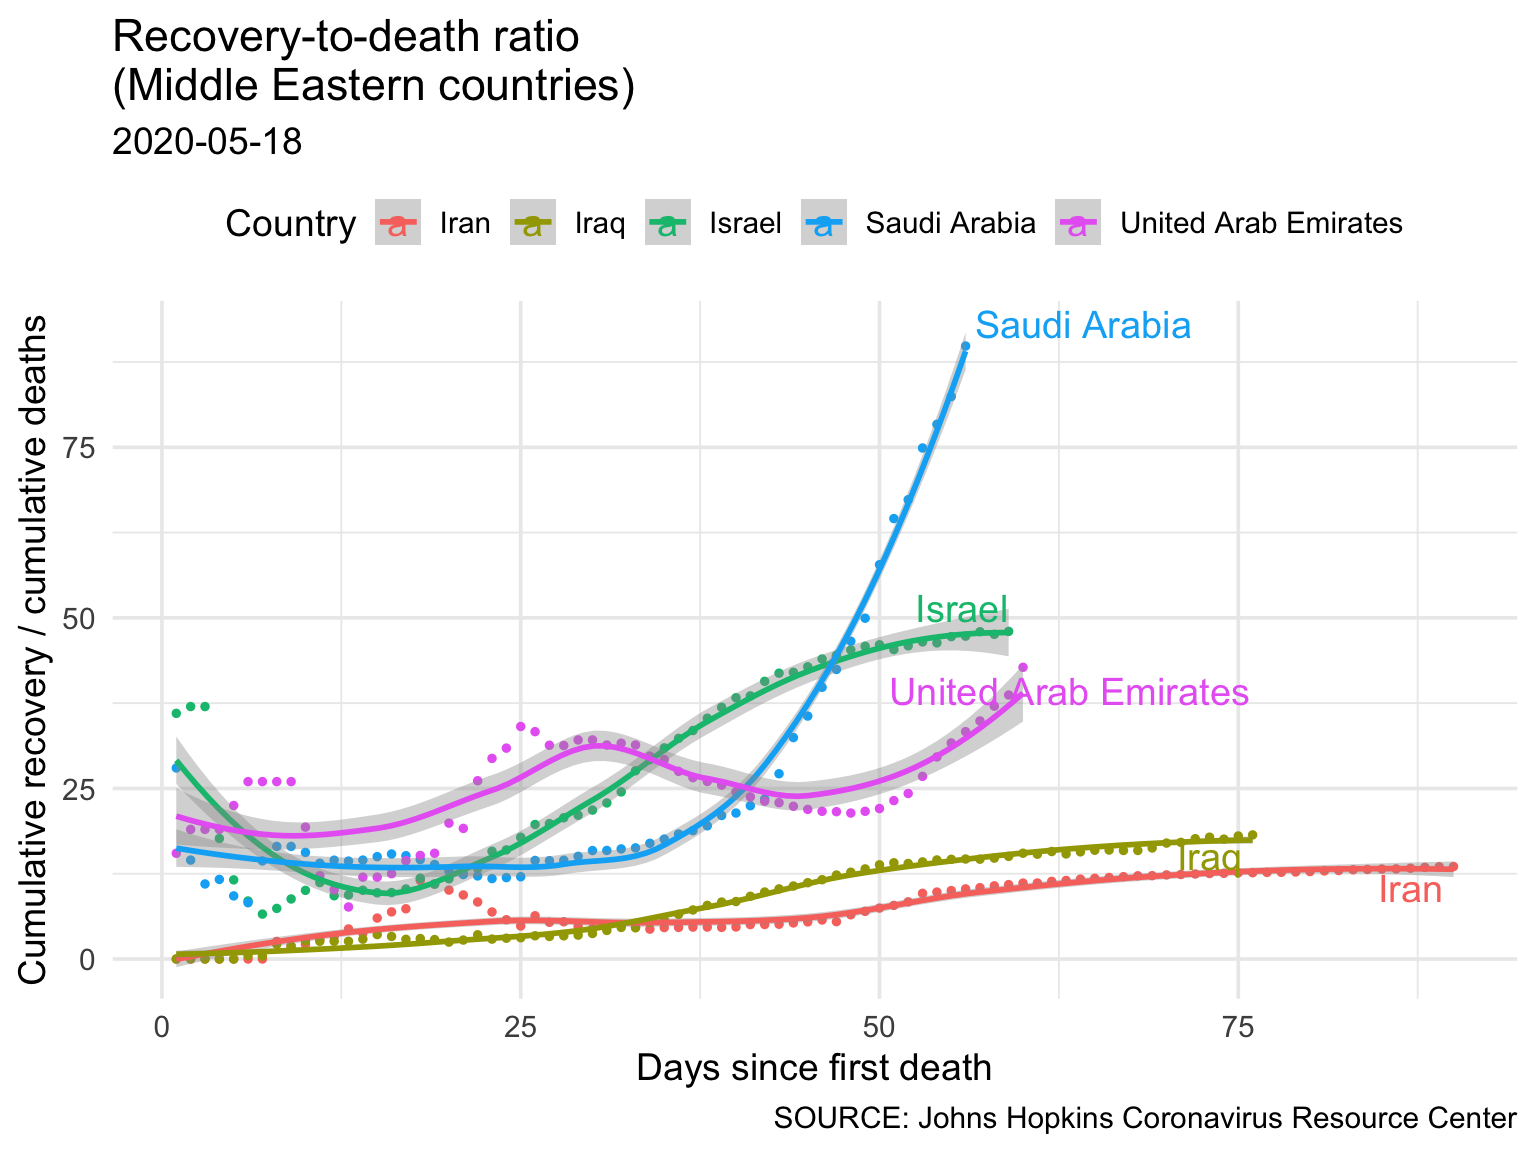 Recovery-to-death ratio
(Middle Eastern countries)
2020-05-18
Country a Iran a Iraq a Israel a Saudi Arabia a United Arab Emirates
Cumulative recovery / cumulative deaths
75
50
25
0
Saudi Arabia
Israel
United Arab Emirates
Iraq
Iran
0 25 50 75
Days since first death
SOURCE: Johns Hopkins Coronavirus Resource Center